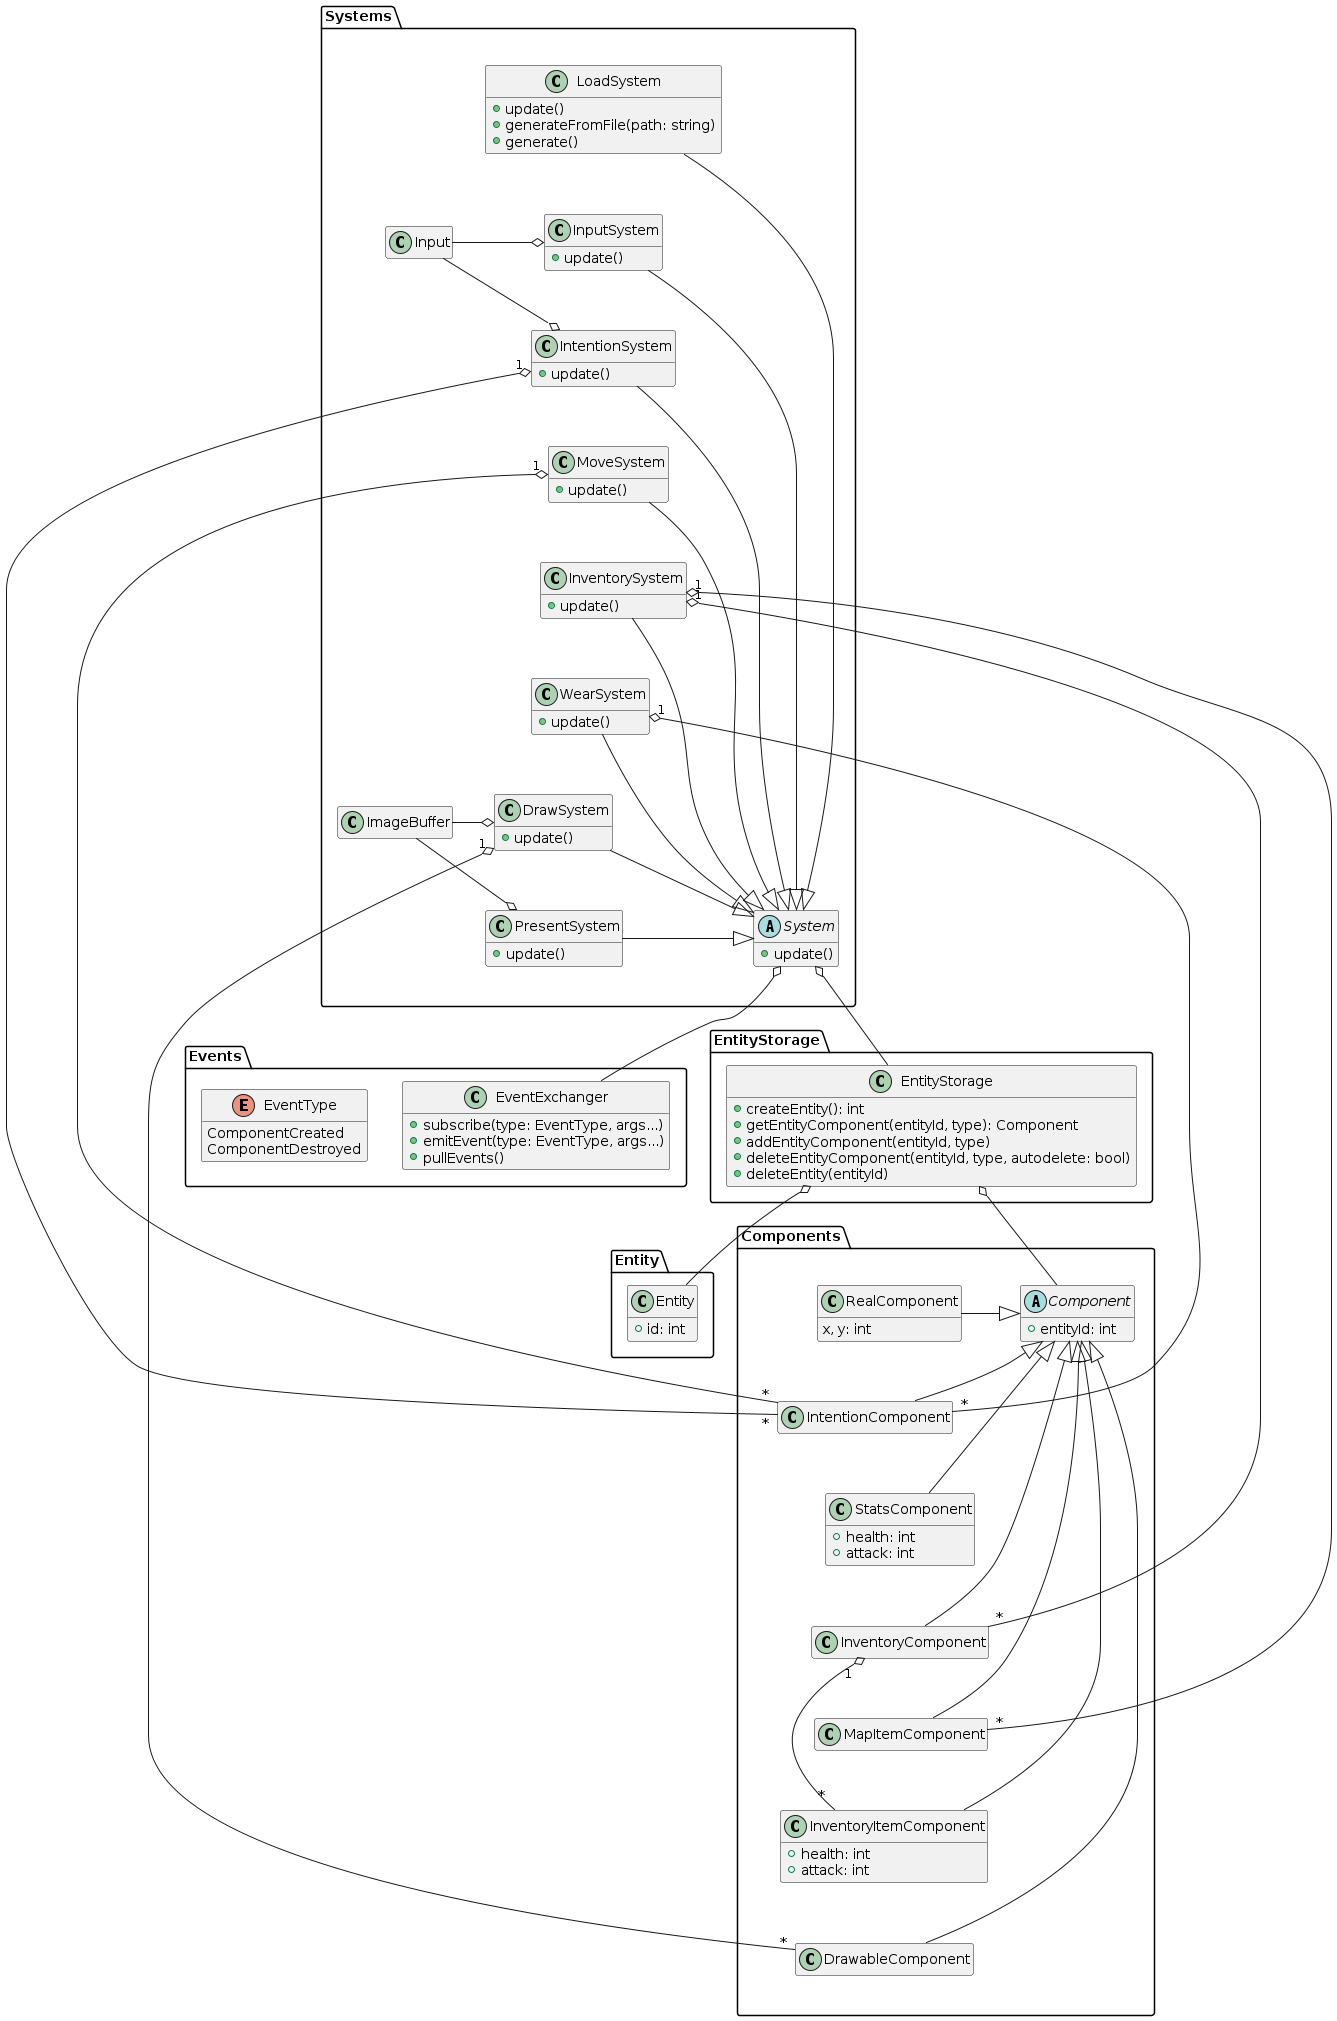 Systems
C LoadSystem
update()
generateFromFile(path: string)
generate()
C Input
C InputSystem
update()
C IntentionSystem
1
update()
C MoveSystem
1
update()
C InventorySystem
1
1
update()
C WearSystem
1
update()
C ImageBuffer
C DrawSystem
1
update()
C PresentSystem
update()
A System
update()
Events
E EventType
ComponentCreated
ComponentDestroyed
C EventExchanger
subscribe(type: EventType, args...)
emitEvent(type: EventType, args...)
pullEvents()
EntityStorage
C EntityStorage
createEntity(): int
getEntityComponent(entityId, type): Component
addEntityComponent(entityId, type)
deleteEntityComponent(entityId, type, autodelete: bool)
deleteEntity(entityId)
Entity
C Entity
id: int
Components
C RealComponent
x, y: int
A Component
entityId: int
*
*
*
C IntentionComponent
C StatsComponent
health: int
attack: int
*
C InventoryComponent
1
*
C MapItemComponent
*
C InventoryItemComponent
health: int
attack: int
*
C DrawableComponent